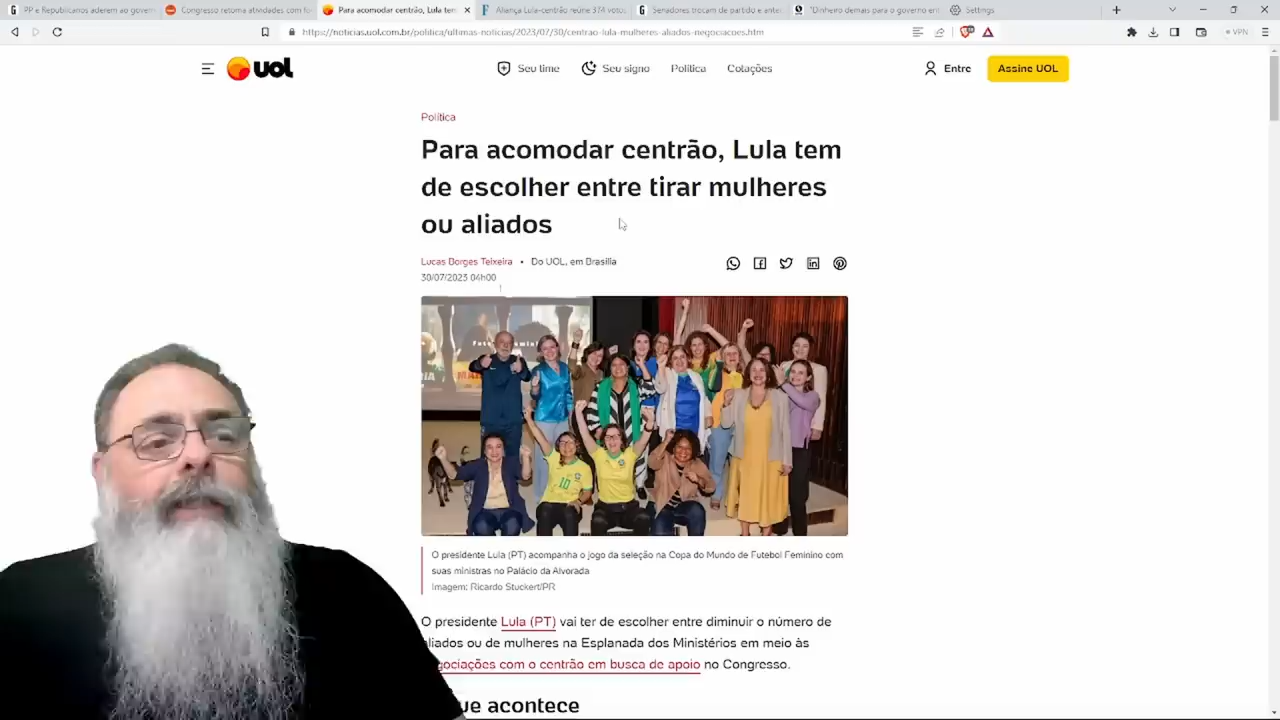 PP e Republicanos aderem ao govern
Congresso retoma atividades com fo
Para acomodar centrão, Lula tem
Aliança Lula-centrão reúne 374 votos
Senadores trocam de partido e ante
"Dinheiro demais para o governo em
Settings
https://noticias.uol.com.br/politica/ultimas-noticias/2023/07/30/centrao-lula-mulheres-aliados-negociacoes.htm
VPN
UOL
Seu time
Seu signo
Política
Cotações
Entre
Assine UOL
Política
Para acomodar centrão, Lula tem
de escolher entre tirar mulheres
ou aliados
Lucas Borges Teixeira • Do UOL, em Brasília
30/07/2023 04h00
1
10
O presidente Lula (PT) acompanha o jogo da seleção na Copa do Mundo de Futebol Feminino com
suas ministras no Palácio da Alvorada
Imagem: Ricardo Stuckert/PR
O presidente Lula (PT) vai ter de escolher entre diminuir o número de
aliados ou de mulheres na Esplanada dos Ministérios em meio às
gociações com o centrão em busca de apoio no Congresso.
ue acontece